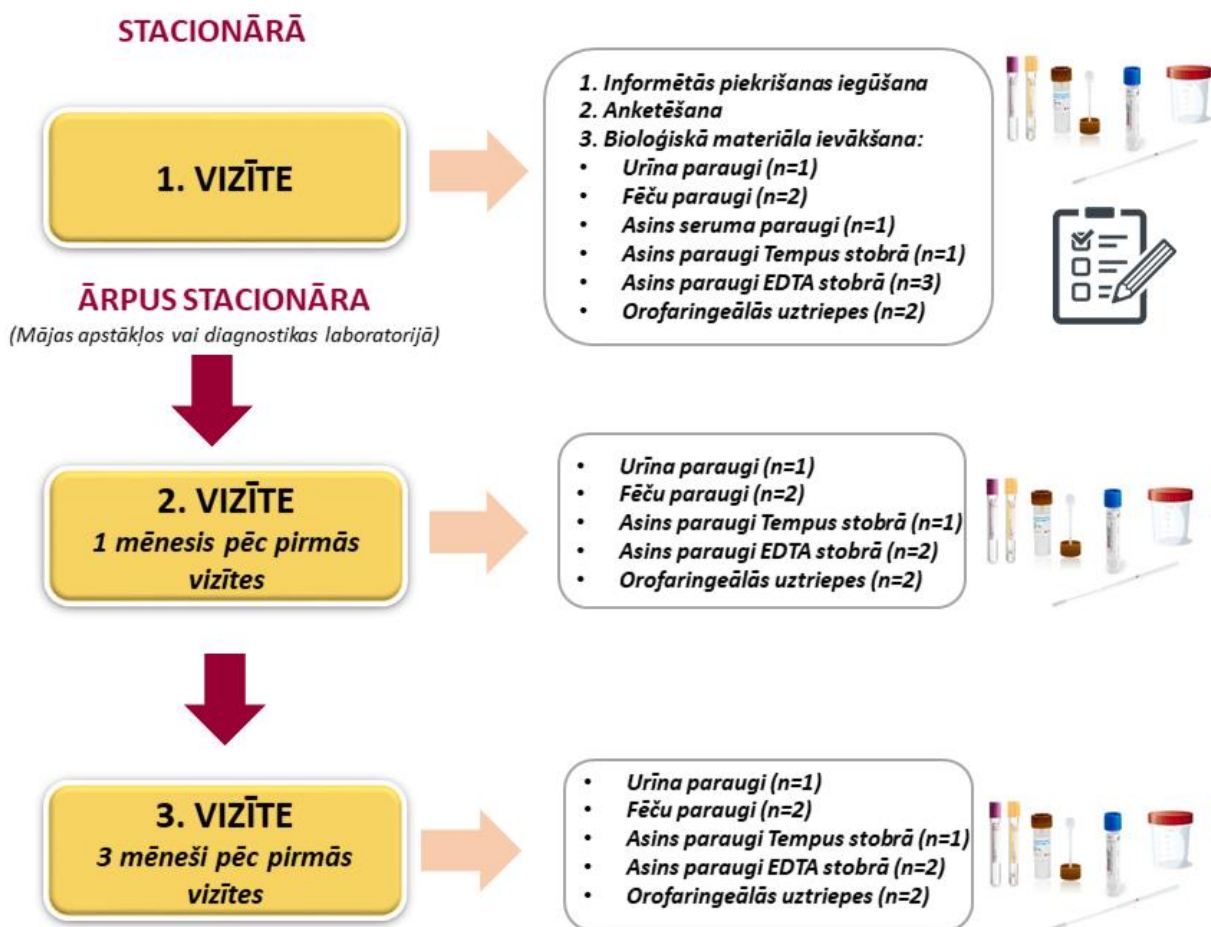 STACIONĀRĀ
1. VIZĪTE
1. Informētās piekrišanas iegūšana
2. Anketēšana
3. Bioloģiskā materiāla ievākšana:
• Urīna paraugi (n=1)
• Fēču paraugi (n=2)
• Asins seruma paraugi (n=1)
• Asins paraugi Tempus stobrā (n=1)
• Asins paraugi EDTA stobrā (n=3)
• Orofaringeālās uztriepes (n=2)
ĀRPUS STACIONĀRA
(Mājas apstākļos vai diagnostikas laboratorijā)
2. VIZĪTE
1 mēnesis pēc pirmās
vizītes
• Urīna paraugi (n=1)
• Fēču paraugi (n=2)
• Asins paraugi Tempus stobrā (n=1)
• Asins paraugi EDTA stobrā (n=2)
• Orofaringeālās uztriepes (n=2)
3. VIZĪTE
3 mēneši pēc pirmās
vizītes
• Urīna paraugi (n=1)
• Fēču paraugi (n=2)
• Asins paraugi Tempus stobrā (n=1)
• Asins paraugi EDTA stobrā (n=2)
• Orofaringeālās uztriepes (n=2)